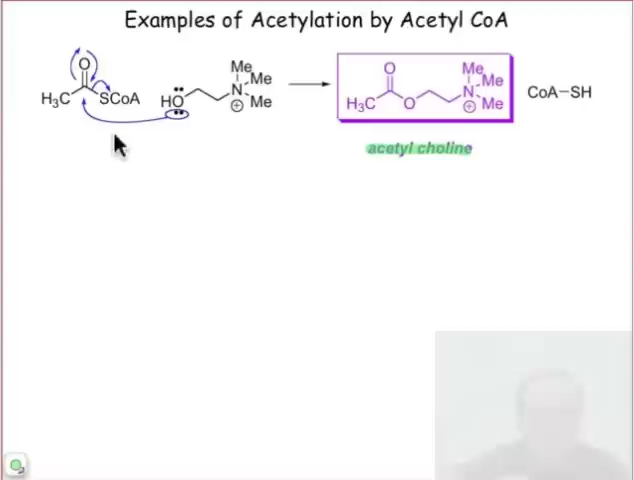 Examples of Acetylation by Acetyl CoA
O
H₃C SCoA
HO N Me Me Me ⊕
O
H₃C O N Me Me Me ⊕
CoA−SH
acetyl choline